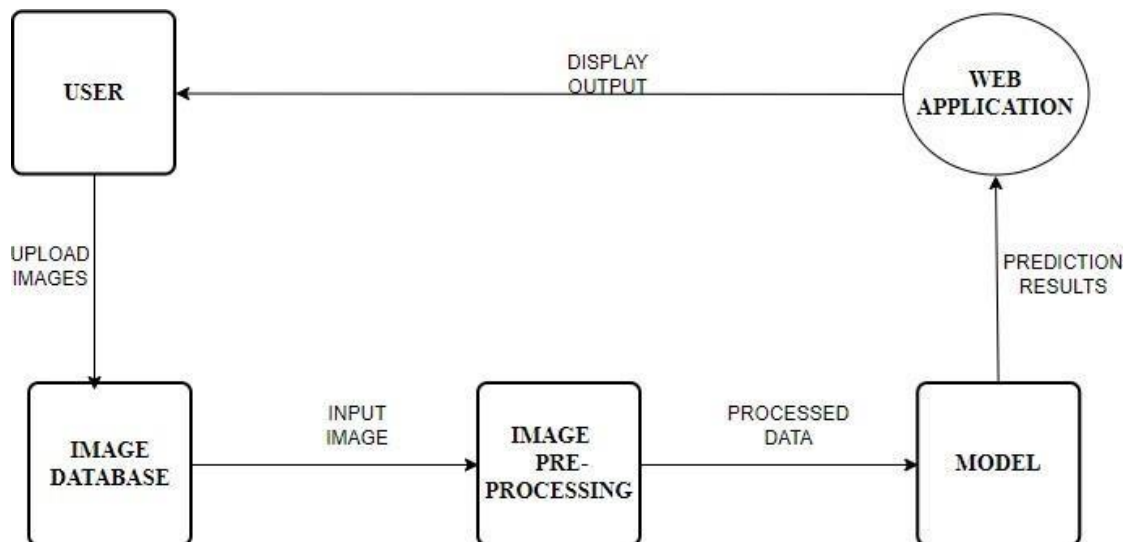 USER
DISPLAY
OUTPUT
WEB
APPLICATION
UPLOAD
IMAGES
PREDICTION
RESULTS
IMAGE
DATABASE
INPUT
IMAGE
IMAGE
PRE-
PROCESSING
PROCESSED
DATA
MODEL